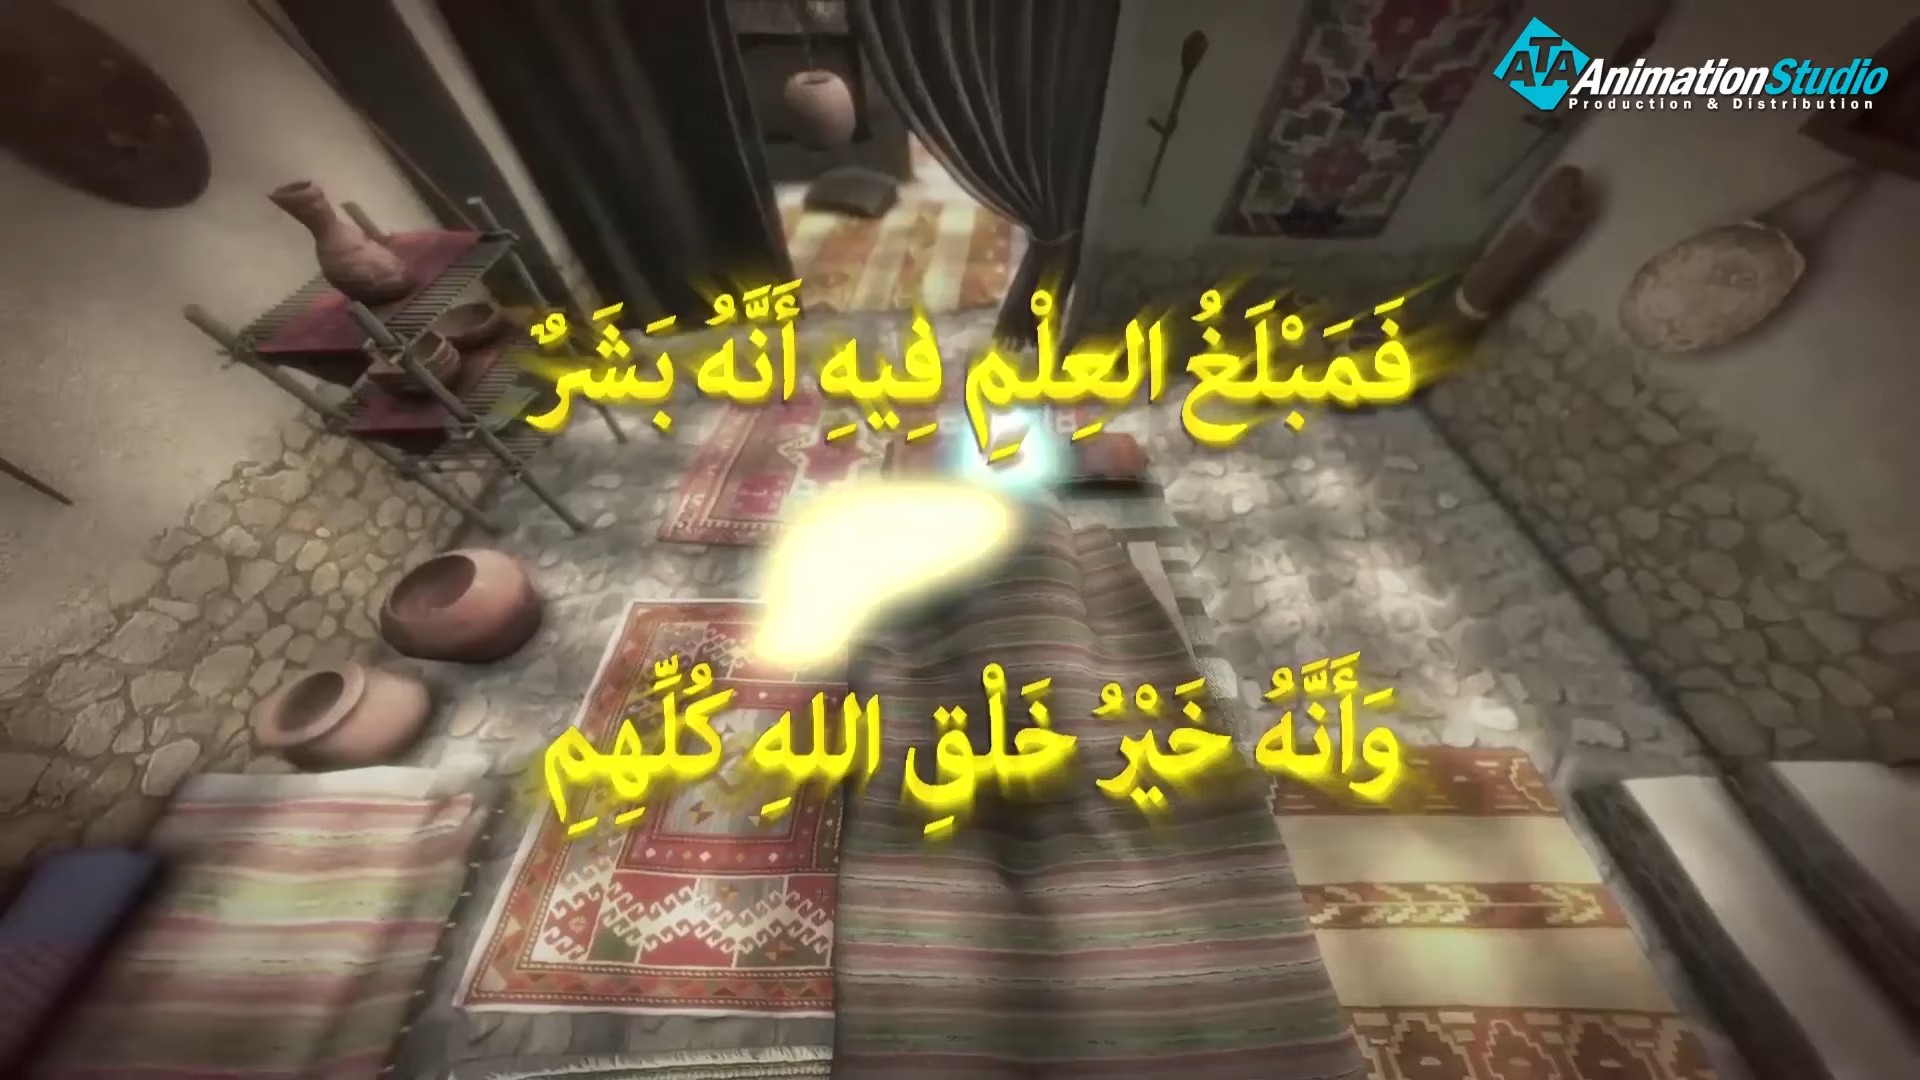 ATA AnimationStudio
Production & Distribution
فَمَبْلَغُ العِلْمِ فِيهِ أَنَّهُ بَشَرٌ
وَأَنَّهُ خَيْرُ خَلْقِ اللهِ كُلِّهِمِ